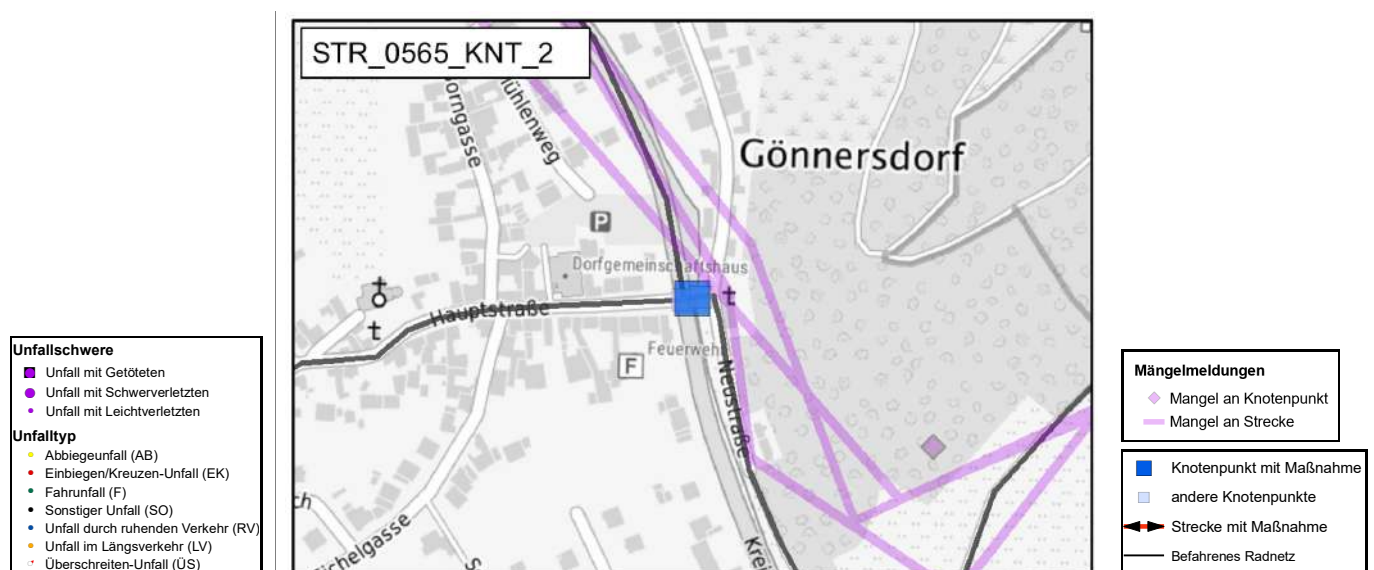 STR_0565_KNT_2
Gönnersdorf
Mühlenweg
P
Dorfgemeinschaftshaus
Hauptstraße
Feuerwehr
F
Neustraße
Unfallschwere
Unfall mit Getöteten
Unfall mit Schwerverletzten
Unfall mit Leichtverletzten
Unfalltyp
Abbiegeunfall (AB)
Einbiegen/Kreuzen-Unfall (EK)
Fahrunfall (F)
Sonstiger Unfall (SO)
Unfall durch ruhenden Verkehr (RV)
Unfall im Längsverkehr (LV)
Überschreiten-Unfall (ÜS)
Mängelmeldungen
Mangel an Knotenpunkt
Mangel an Strecke
Knotenpunkt mit Maßnahme
andere Knotenpunkte
Strecke mit Maßnahme
Befahrenes Radnetz